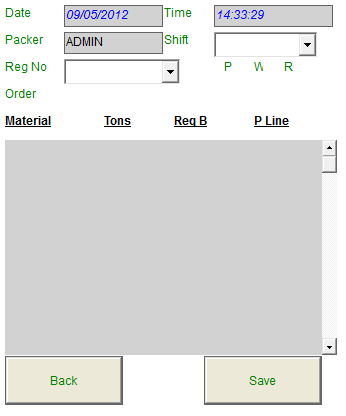 Date 09/05/2012 Time 14:33:29
Packer ADMIN Shift
Reg No P W R
Order
Material Tons Req B P Line
Back Save